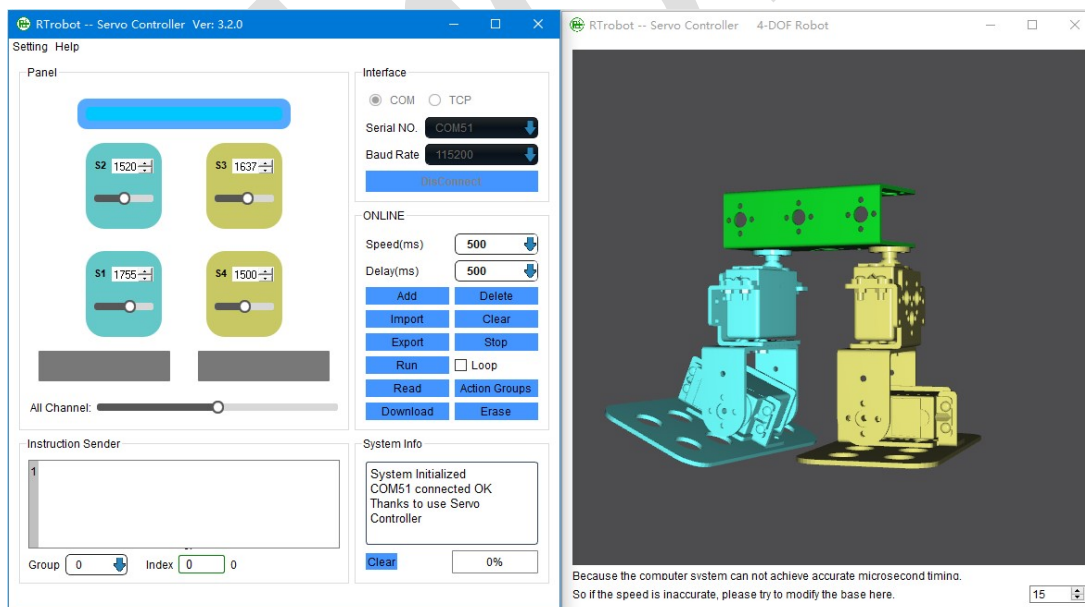 RTrobot -- Servo Controller Ver: 3.2.0
Setting Help
Panel
S2 1520
S3 1637
S1 1755
S4 1500
All Channel:
Interface
COM TCP
Serial NO. COM51
Baud Rate 115200
DisConnect
ONLINE
Speed(ms) 500
Delay(ms) 500
Add Delete
Import Clear
Export Stop
Run Loop
Read Action Groups
Download Erase
Instruction Sender
1
Group 0 Index 0 0
System Info
System Initialized
COM51 connected OK
Thanks to use Servo
Controller
Clear 0%
RTrobot -- Servo Controller 4-DOF Robot
Because the computer system can not achieve accurate microsecond timing.
So if the speed is inaccurate, please try to modify the base here. 15